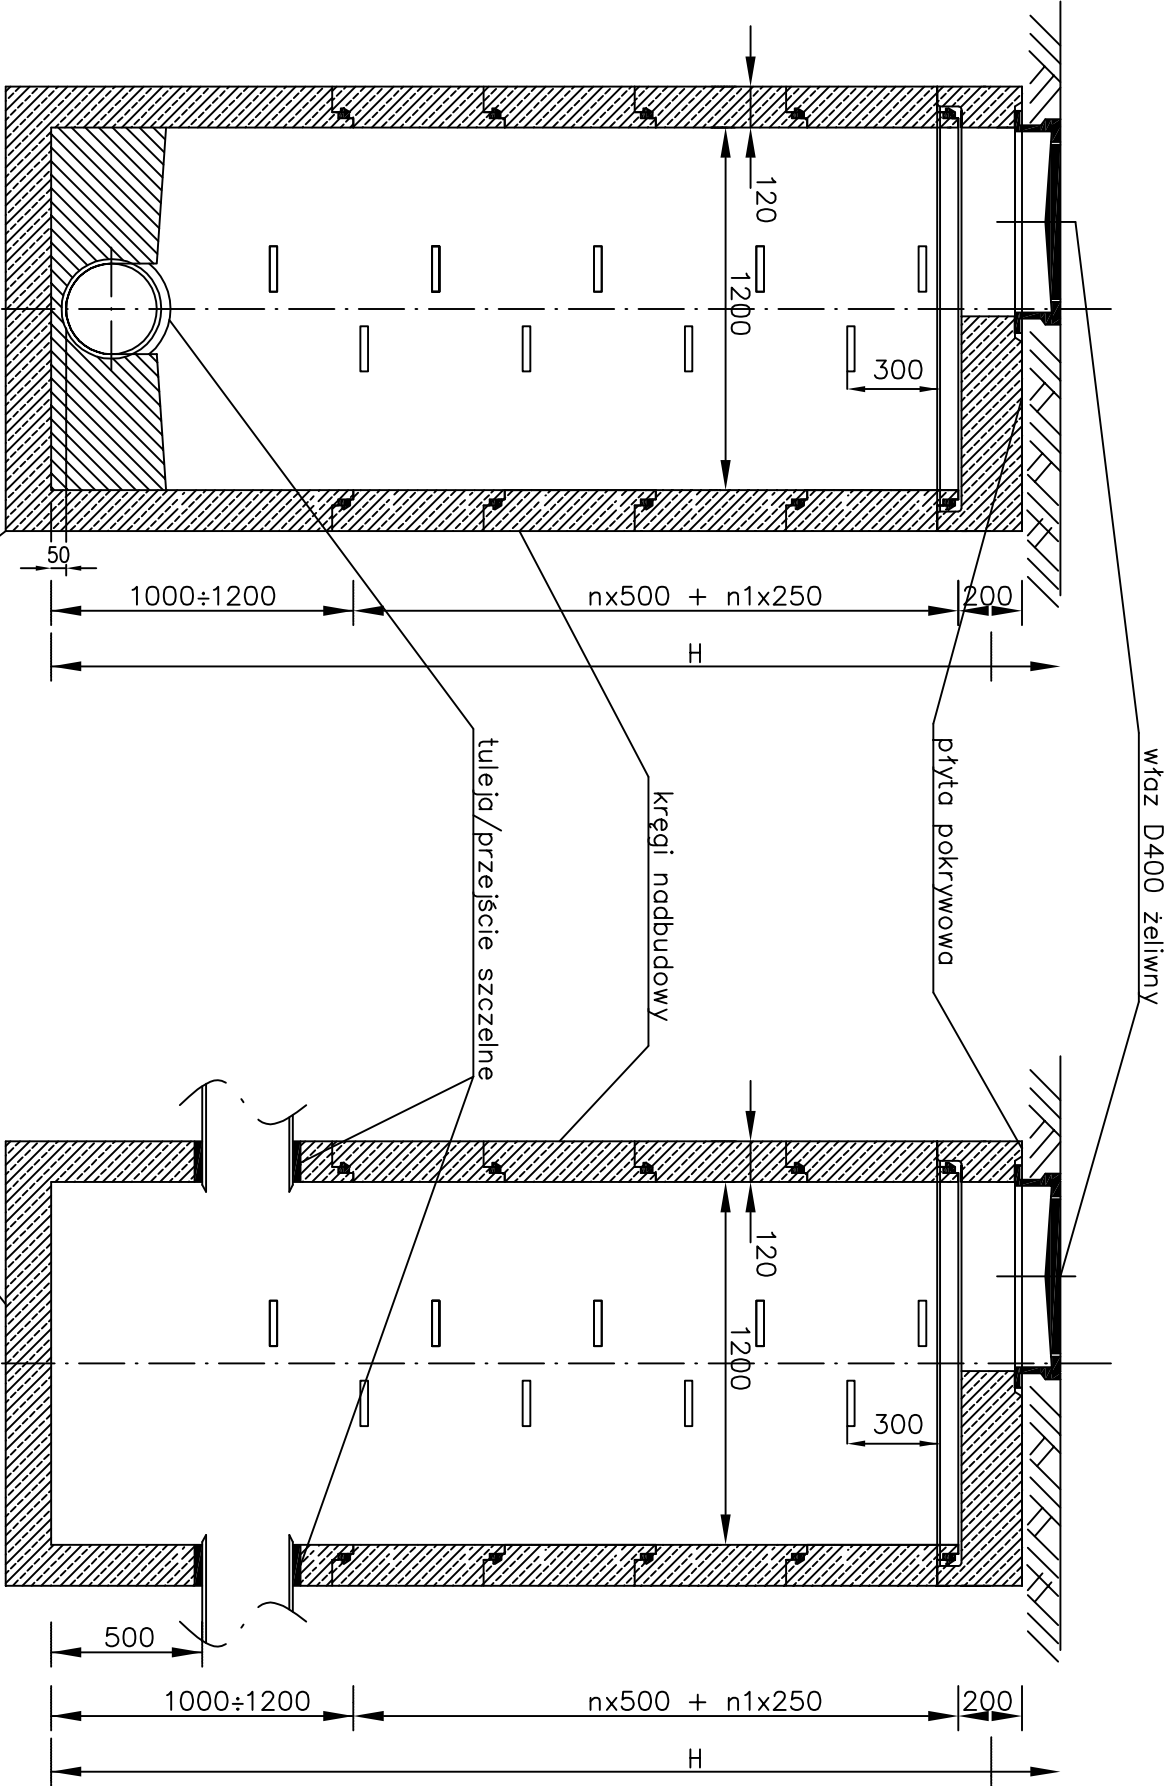 120
1200
300
50
1000÷1200
nx500 + n1x250
200
H
właz D400 żeliwny
płyta pokrywowa
kręgi nadbudowy
tuleja/przejście szczelne
120
1200
300
500
1000÷1200
nx500 + n1x250
200
H